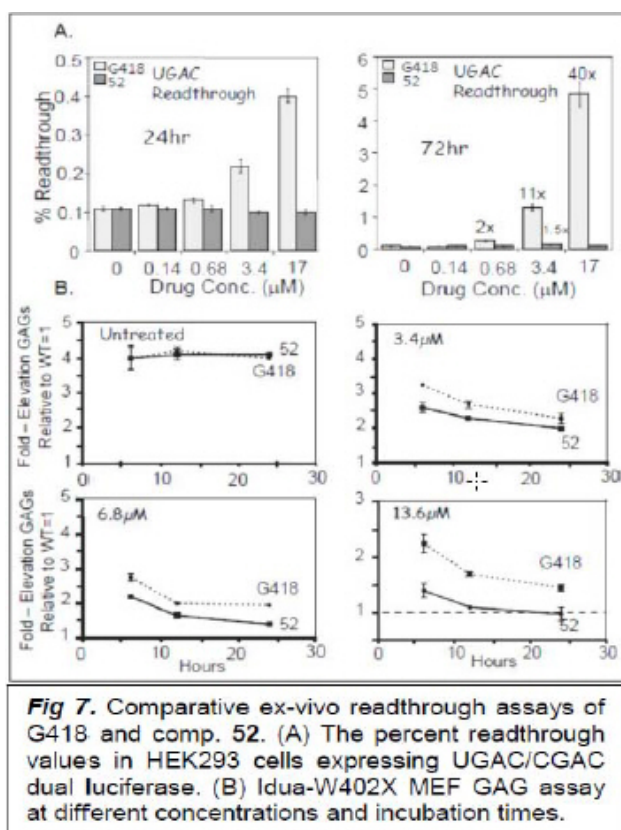 A.
0.5
0.4
0.3
0.2
0.1
0
% Readthrough
G418
52
UGAC
Readthrough
24hr
0 0.14 0.68 3.4 17
Drug Conc. (µM)
6
5
4
3
2
1
0
G418
52
UGAC
Readthrough
40x
72hr
11x
2x
1.5x
0 0.14 0.68 3.4 17
Drug Conc. (µM)
B.
Fold – Elevation GAGs
Relative to WT=1
5
4
3
2
1
Untreated
52
G418
0 10 20 30
5
4
3
2
1
3.4µM
G418
52
0 10 20 30
Fold – Elevation GAGs
Relative to WT=1
5
4
3
2
1
6.8µM
G418
52
0 10 20 30
Hours
3
2
1
13.6µM
G418
52
0 10 20 30
Hours
Fig 7. Comparative ex-vivo readthrough assays of
G418 and comp. 52. (A) The percent readthrough
values in HEK293 cells expressing UGAC/CGAC
dual luciferase. (B) Idua-W402X MEF GAG assay
at different concentrations and incubation times.